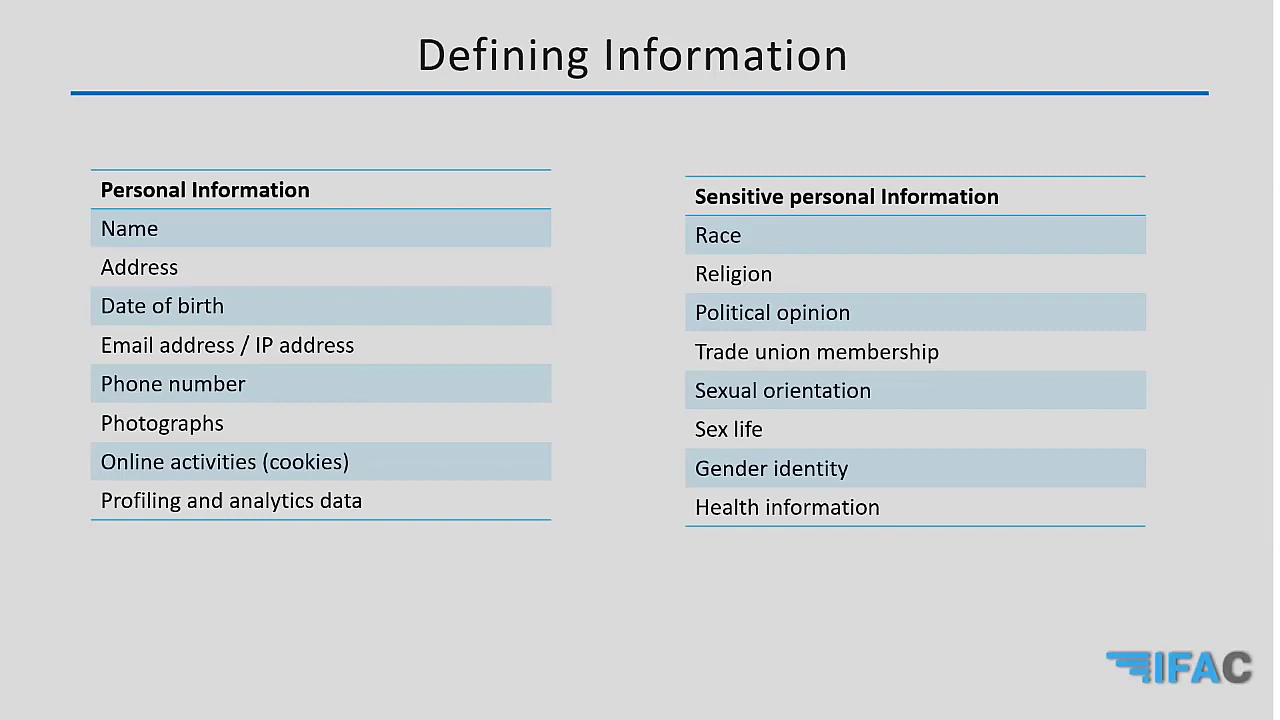 Defining Information
Personal Information
Name
Address
Date of birth
Email address / IP address
Phone number
Photographs
Online activities (cookies)
Profiling and analytics data
Sensitive personal Information
Race
Religion
Political opinion
Trade union membership
Sexual orientation
Sex life
Gender identity
Health information
IFAC